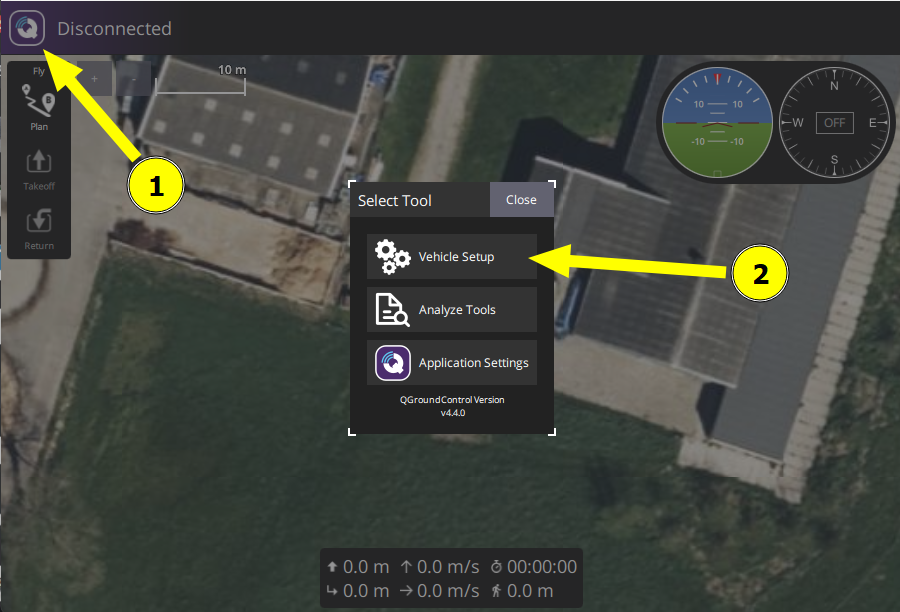 Disconnected
Fly
+
-
10 m
Plan
Takeoff
Return
1
10 10
-10 -10
N
W OFF E
S
Select Tool
Close
Vehicle Setup
2
Analyze Tools
Application Settings
QGroundControl Version
v4.4.0
0.0 m 0.0 m/s 00:00:00
0.0 m 0.0 m/s 0.0 m